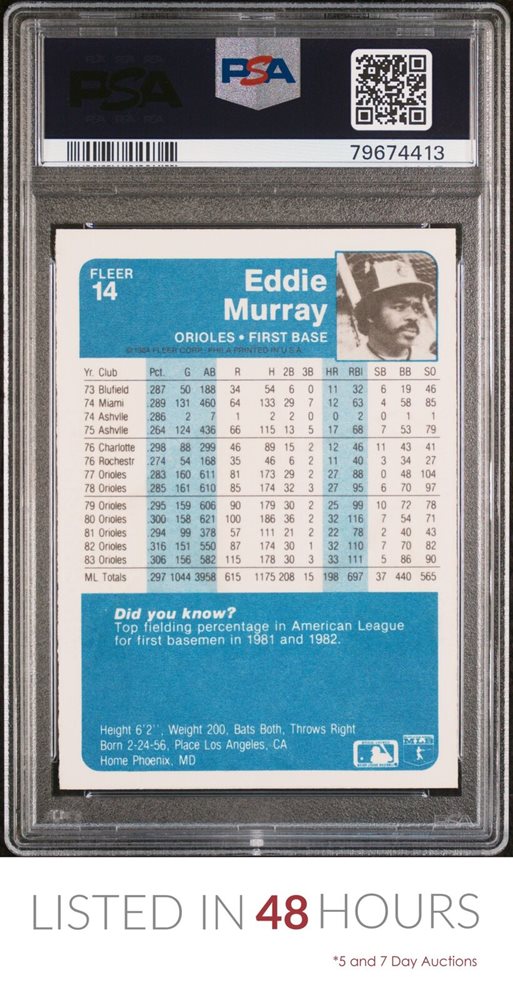 PSA
PSA
79674413
FLEER
14
Eddie
Murray
ORIOLES • FIRST BASE
© 1984 FLEER CORP. PHILA PRINTED IN U.S.A.
Yr. Club Pct. G AB R H 2B 3B HR RBI SB BB SO
73 Blufield .287 50 188 34 54 6 0 11 32 6 19 46
74 Miami .289 131 460 64 133 29 7 12 63 4 58 85
74 Ashvlle .286 2 7 1 2 2 0 0 2 0 1 1
75 Ashvlle .264 124 436 66 115 13 5 17 68 7 53 79
76 Charlotte .298 88 299 46 89 15 2 12 46 11 43 41
76 Rochestr .274 54 168 35 46 6 2 11 40 3 34 27
77 Orioles .283 160 611 81 173 29 2 27 88 0 48 104
78 Orioles .285 161 610 85 174 32 3 27 95 6 70 97
79 Orioles .295 159 606 90 179 30 2 25 99 10 72 78
80 Orioles .300 158 621 100 186 36 2 32 116 7 54 71
81 Orioles .294 99 378 57 111 21 2 22 78 2 40 43
82 Orioles .316 151 550 87 174 30 1 32 110 7 70 82
83 Orioles .306 156 582 115 178 30 3 33 111 5 86 90
ML Totals .297 1044 3958 615 1175 208 15 198 697 37 440 565
Did you know?
Top fielding percentage in American League
for first basemen in 1981 and 1982.
Height 6'2'', Weight 200, Bats Both, Throws Right
Born 2-24-56, Place Los Angeles, CA
Home Phoenix, MD
LISTED IN 48 HOURS
*5 and 7 Day Auctions